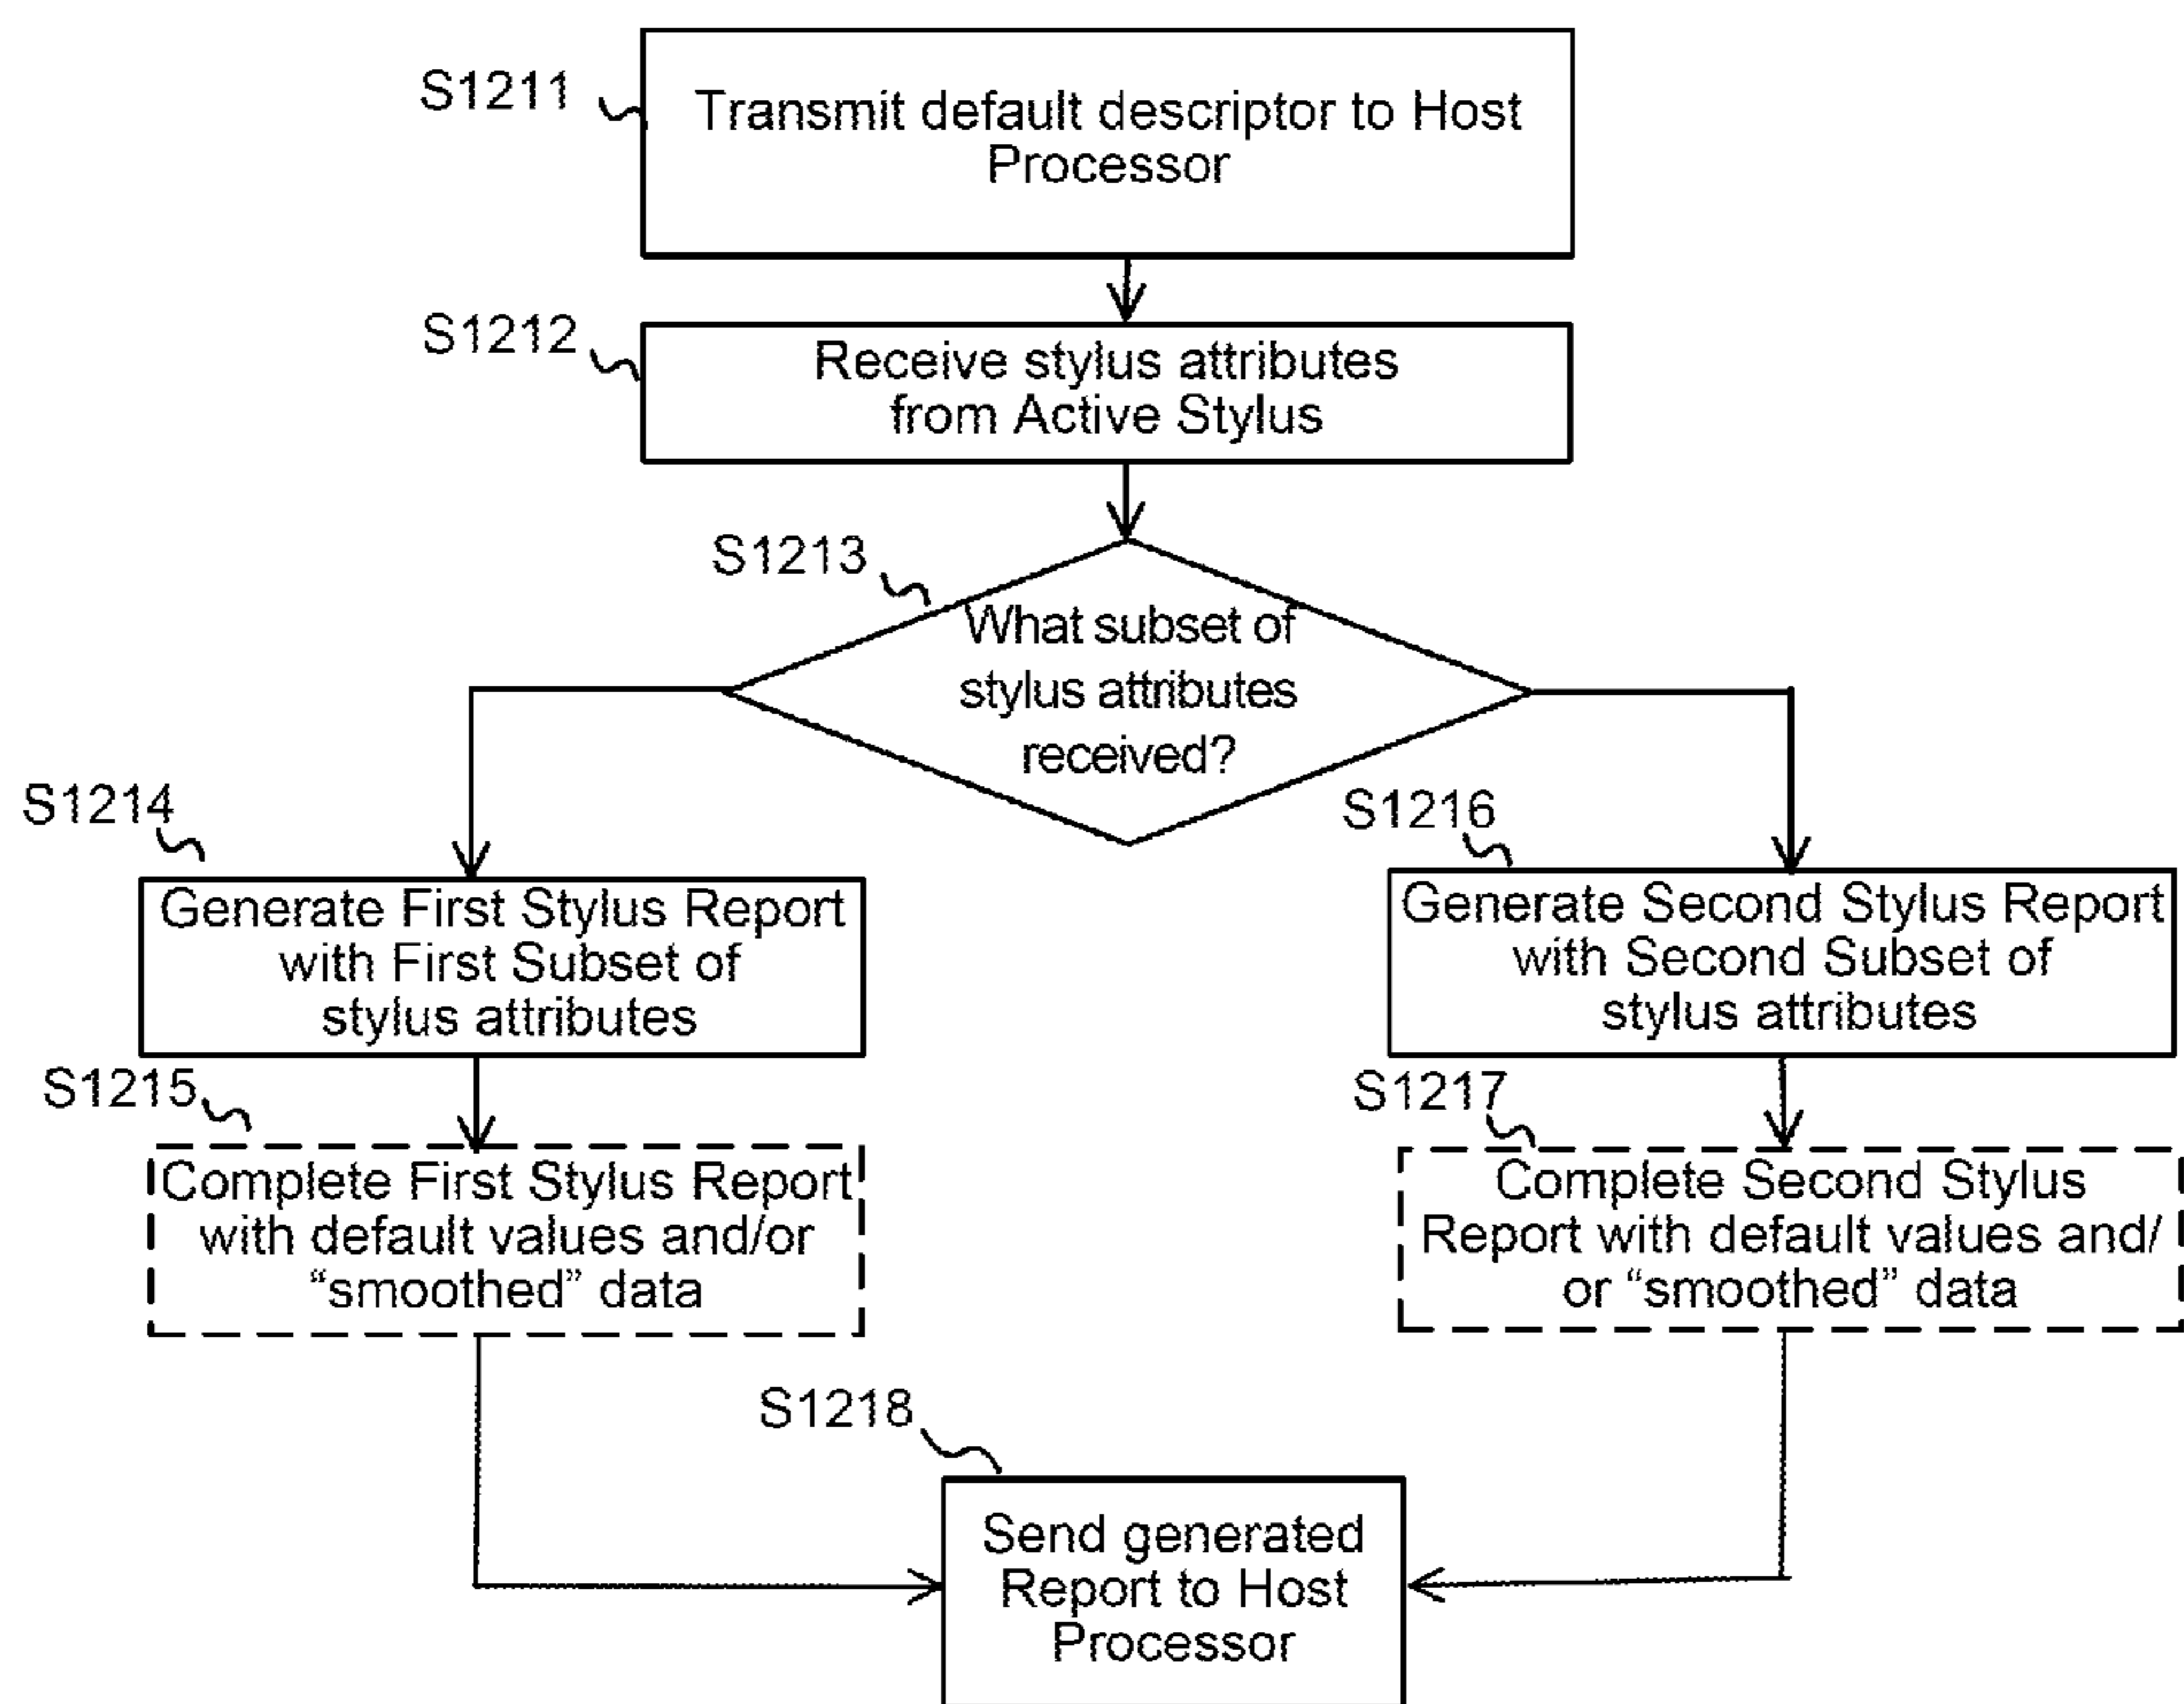 S1211
Transmit default descriptor to Host
Processor
S1212
Receive stylus attributes
from Active Stylus
S1213
What subset of
stylus attributes
received?
S1214
Generate First Stylus Report
with First Subset of
stylus attributes
S1216
Generate Second Stylus Report
with Second Subset of
stylus attributes
S1215
Complete First Stylus Report
with default values and/or
“smoothed” data
S1217
Complete Second Stylus
Report with default values and/
or “smoothed” data
S1218
Send generated
Report to Host
Processor